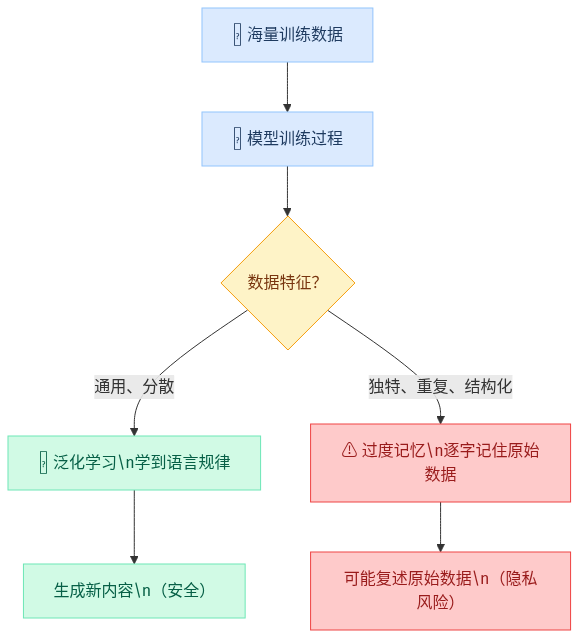 海量训练数据
模型训练过程
数据特征?
通用、分散
独特、重复、结构化
泛化学习\n学到语言规律
⚠ 过度记忆\n逐字记住原始
数据
生成新内容\n（安全）
可能复述原始数据\n（隐私
风险）